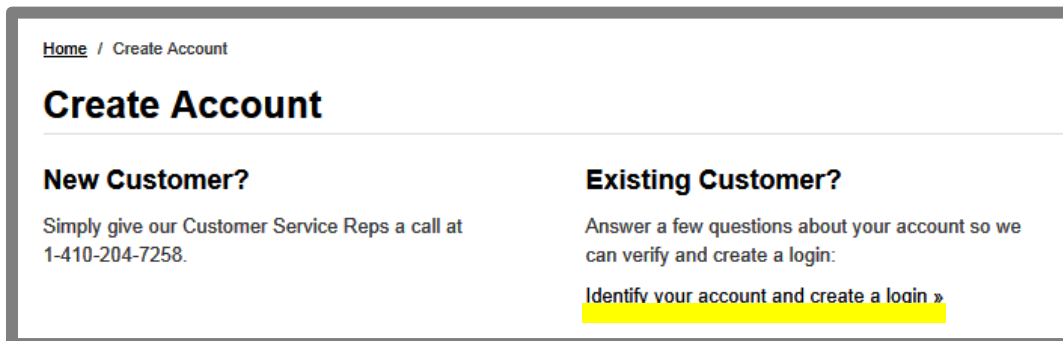 Home / Create Account
Create Account
New Customer?
Simply give our Customer Service Reps a call at
1-410-204-7258.
Existing Customer?
Answer a few questions about your account so we
can verify and create a login:
Identify your account and create a login »